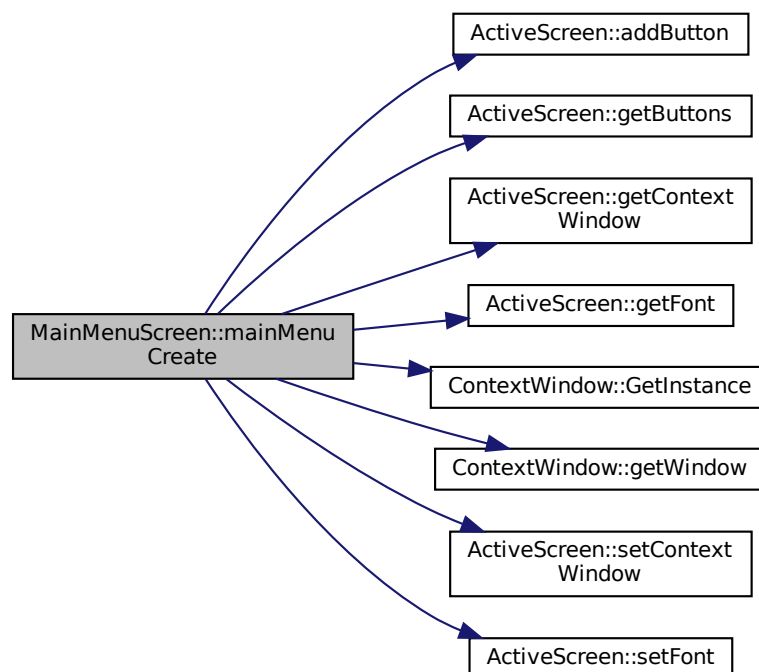 ActiveScreen::addButton
ActiveScreen::getButtons
ActiveScreen::getContext
Window
ActiveScreen::getFont
MainMenuScreen::mainMenu
Create
ContextWindow::GetInstance
ContextWindow::getWindow
ActiveScreen::setContext
Window
ActiveScreen::setFont